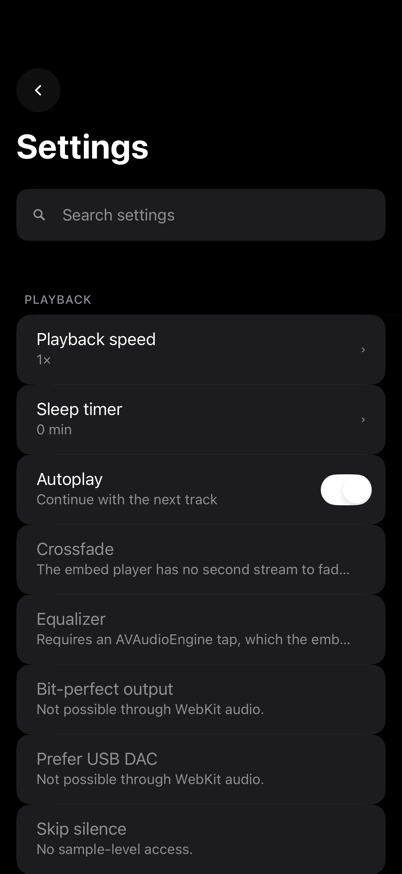 Settings
Search settings
PLAYBACK
Playback speed
1×
Sleep timer
0 min
Autoplay
Continue with the next track
Crossfade
The embed player has no second stream to fad...
Equalizer
Requires an AVAudioEngine tap, which the emb...
Bit-perfect output
Not possible through WebKit audio.
Prefer USB DAC
Not possible through WebKit audio.
Skip silence
No sample-level access.